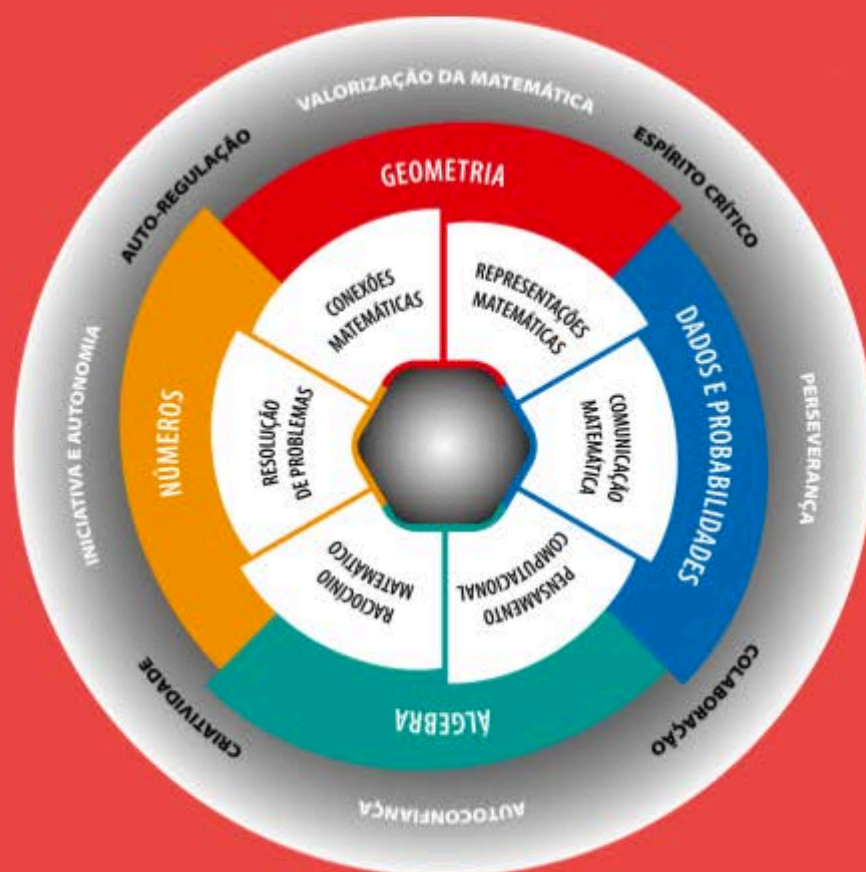 VALORIZAÇÃO DA MATEMÁTICA
ESPÍRITO CRÍTICO
PERSEVERANÇA
COLABORAÇÃO
AUTOCONFIANÇA
CRIATIVIDADE
INICIATIVA E AUTONOMIA
AUTO-REGULAÇÃO
GEOMETRIA
DADOS E PROBABILIDADES
ÁLGEBRA
NÚMEROS
CONEXÕES
MATEMÁTICAS
REPRESENTAÇÕES
MATEMÁTICAS
COMUNICAÇÃO
MATEMÁTICA
PENSAMENTO
COMPUTACIONAL
RACIOCÍNIO
MATEMÁTICO
RESOLUÇÃO
DE PROBLEMAS